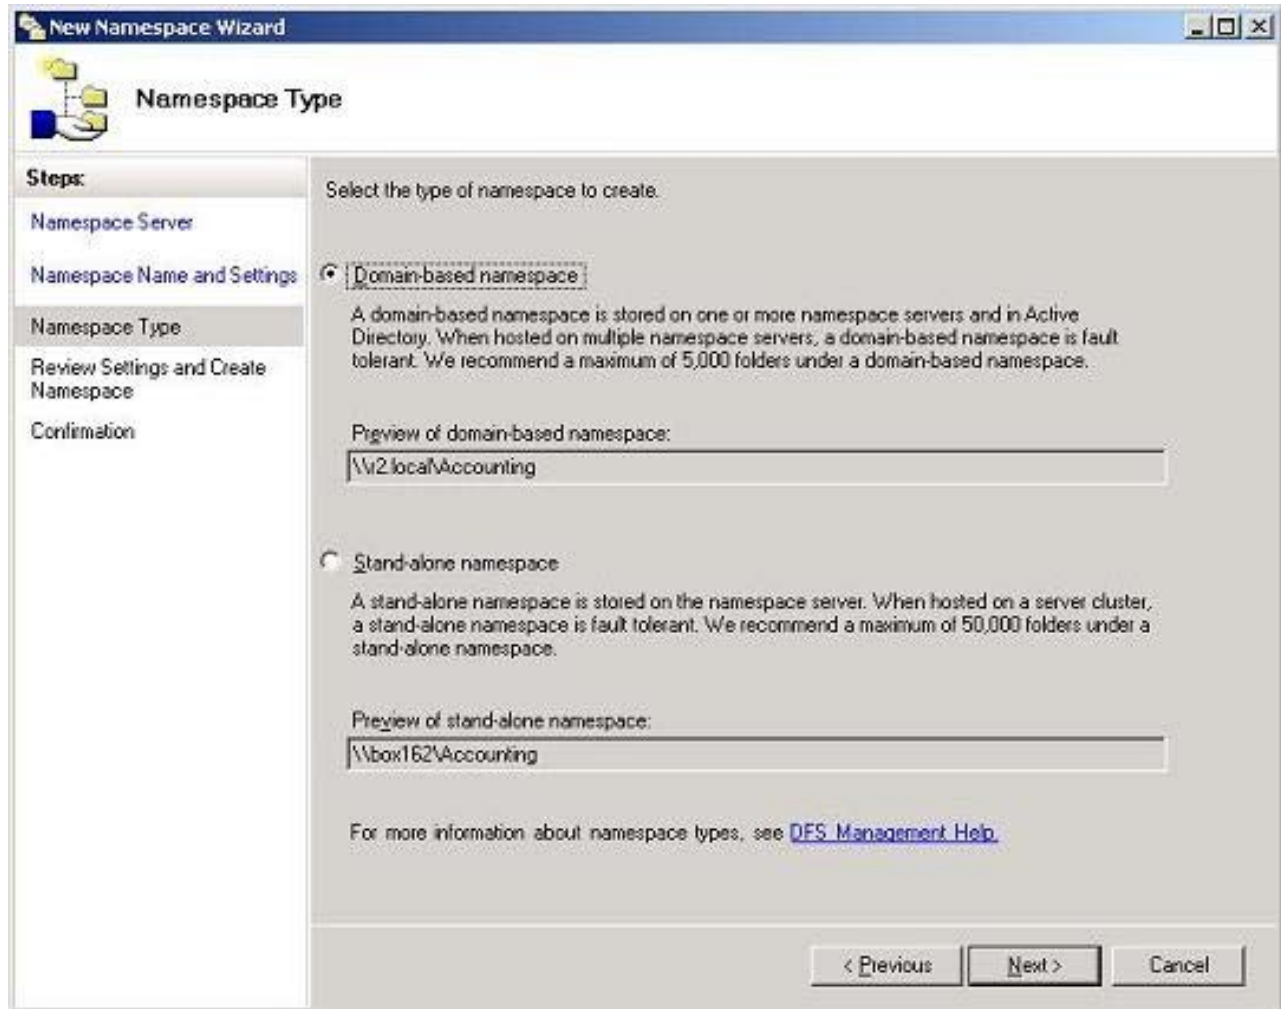 New Namespace Wizard
Namespace Type
Steps:
Namespace Server
Namespace Name and Settings
Namespace Type
Review Settings and Create
Namespace
Confirmation
Select the type of namespace to create.
Domain-based namespace
A domain-based namespace is stored on one or more namespace servers and in Active
Directory. When hosted on multiple namespace servers, a domain-based namespace is fault
tolerant. We recommend a maximum of 5,000 folders under a domain-based namespace.
Preview of domain-based namespace:
\\r2.local\Accounting
Stand-alone namespace
A stand-alone namespace is stored on the namespace server. When hosted on a server cluster,
a stand-alone namespace is fault tolerant. We recommend a maximum of 50,000 folders under a
stand-alone namespace.
Preview of stand-alone namespace:
\\box162\Accounting
For more information about namespace types, see DFS Management Help.
< Previous
Next >
Cancel